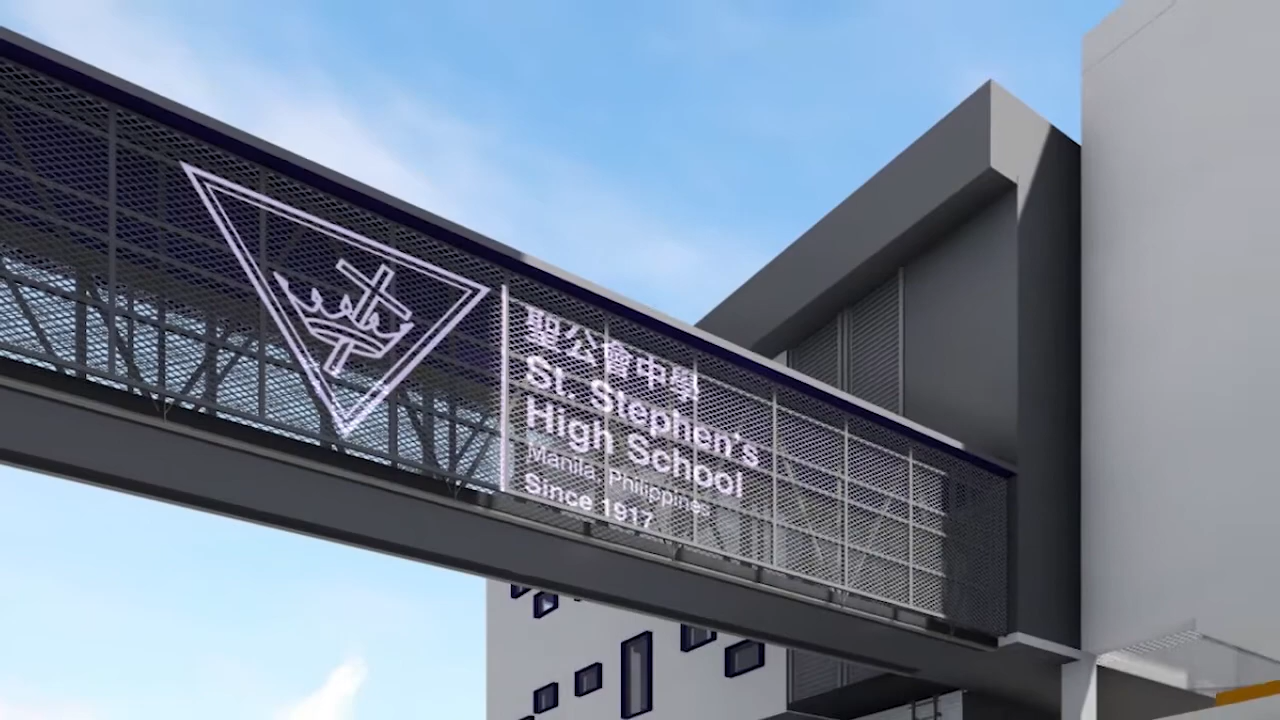 聖公會中學
St. Stephen's
High School
Manila, Philippines
Since 1917